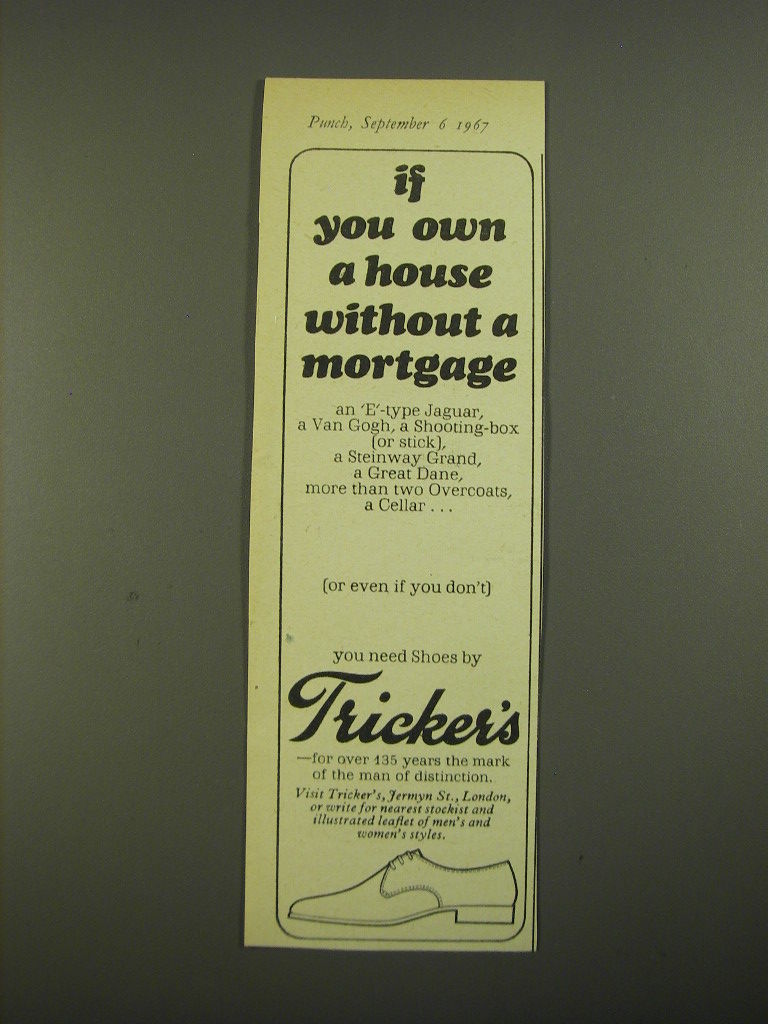 Punch, September 6 1967
if
you own
a house
without a
mortgage
an 'E'-type Jaguar,
a Van Gogh, a Shooting-box
(or stick),
a Steinway Grand,
a Great Dane,
more than two Overcoats,
a Cellar . . .
(or even if you don't)
you need Shoes by
Tricker's
—for over 135 years the mark
of the man of distinction.
Visit Tricker's, Jermyn St., London,
or write for nearest stockist and
illustrated leaflet of men's and
women's styles.